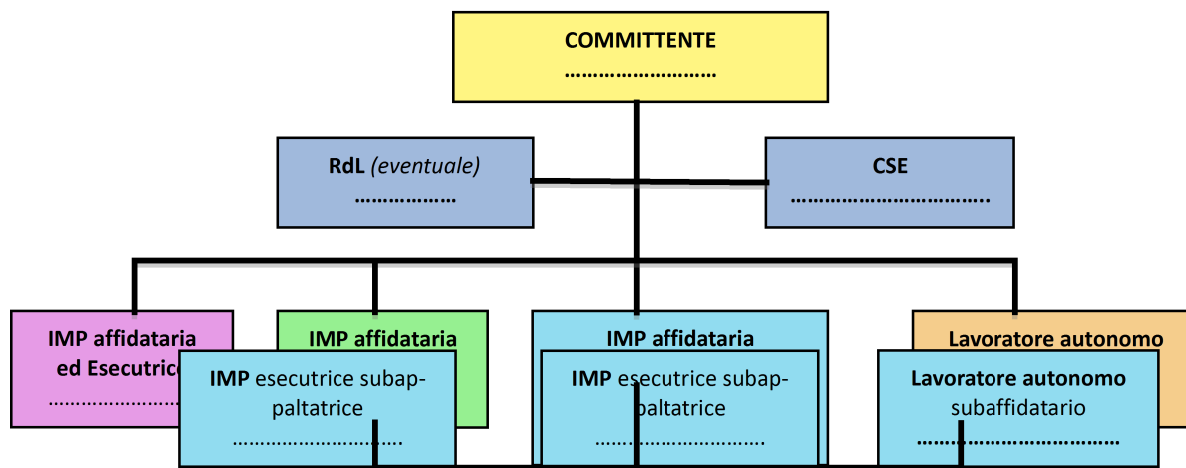 COMMITTENTE
…………………………
RdL (eventuale)
………………
CSE
……………………………..
IMP affidataria
ed Esecutrice
……………………
IMP affidataria
IMP affidataria
Lavoratore autonomo
IMP esecutrice subap-
paltatrice
………………………….
IMP esecutrice subap-
paltatrice
………………………….
Lavoratore autonomo
subaffidatario
………………………………